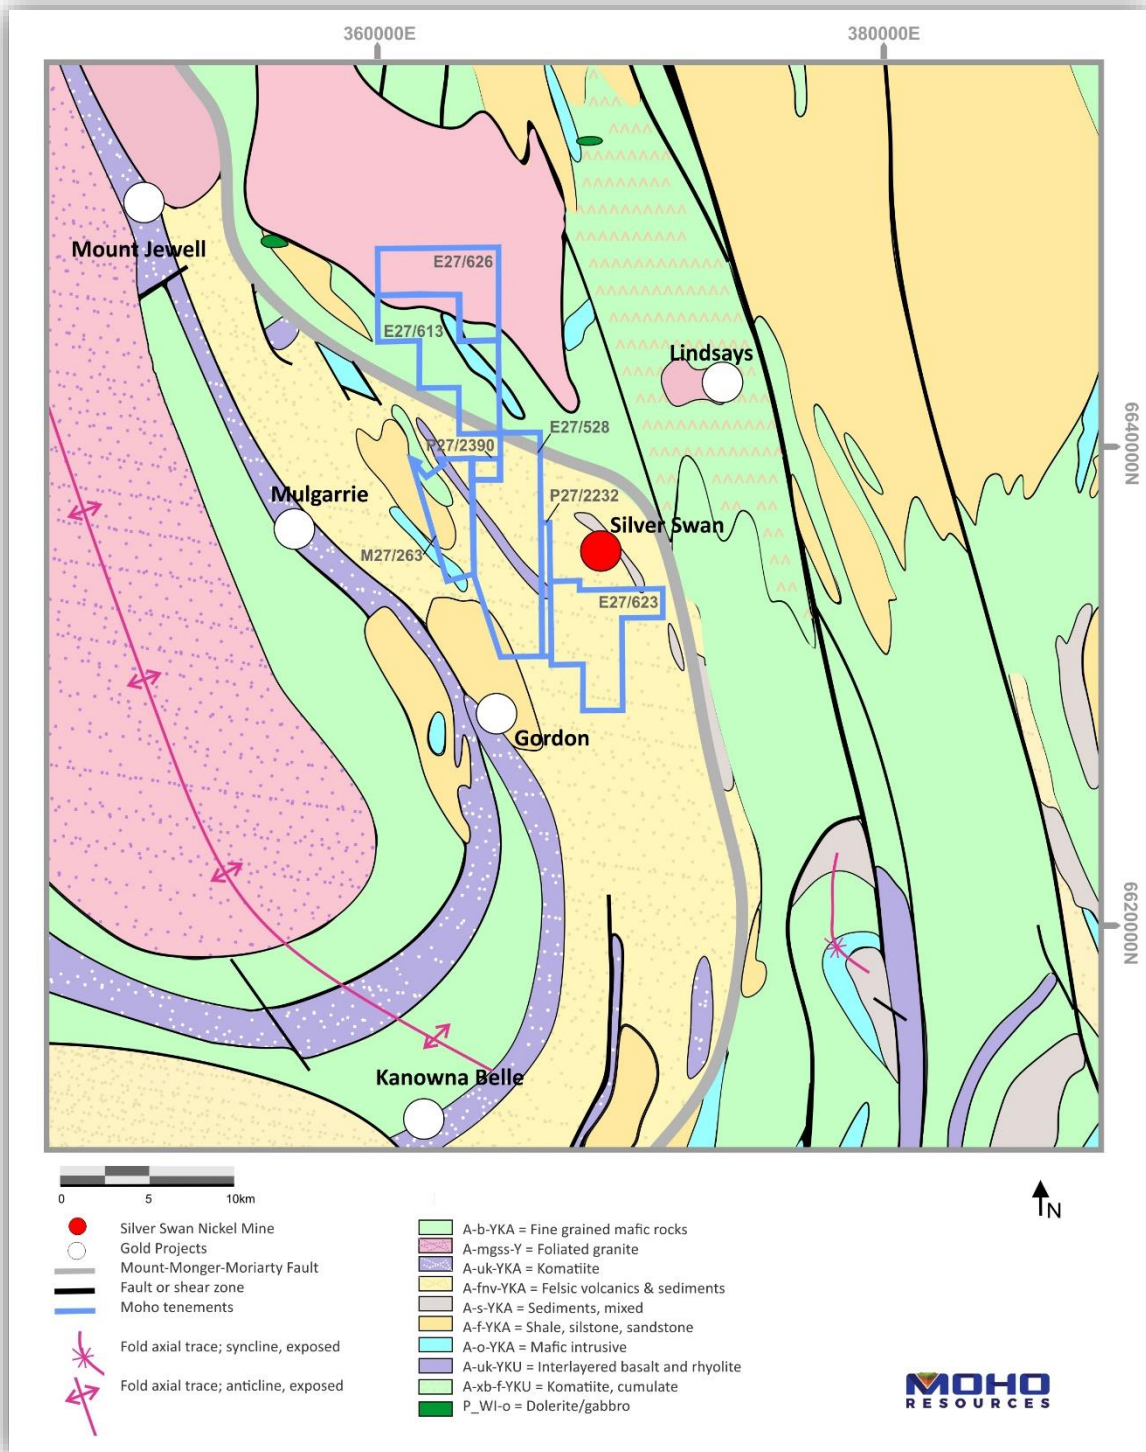 360000E
380000E
Mount Jewell
E27/626
E27/613
Lindsays
E27/528
P27/2390
6640000N
Mulgarrie
P27/2232
Silver Swan
M27/263
E27/623
Gordon
6620000N
Kanowna Belle
0 5 10km
N
Silver Swan Nickel Mine
Gold Projects
Mount-Monger-Moriarty Fault
Fault or shear zone
Moho tenements
Fold axial trace; syncline, exposed
Fold axial trace; anticline, exposed
A-b-YKA = Fine grained mafic rocks
A-mgss-Y = Foliated granite
A-uk-YKA = Komatiite
A-fnv-YKA = Felsic volcanics & sediments
A-s-YKA = Sediments, mixed
A-f-YKA = Shale, silstone, sandstone
A-o-YKA = Mafic intrusive
A-uk-YKU = Interlayered basalt and rhyolite
A-xb-f-YKU = Komatiite, cumulate
P_WI-o = Dolerite/gabbro
MOHO
RESOURCES